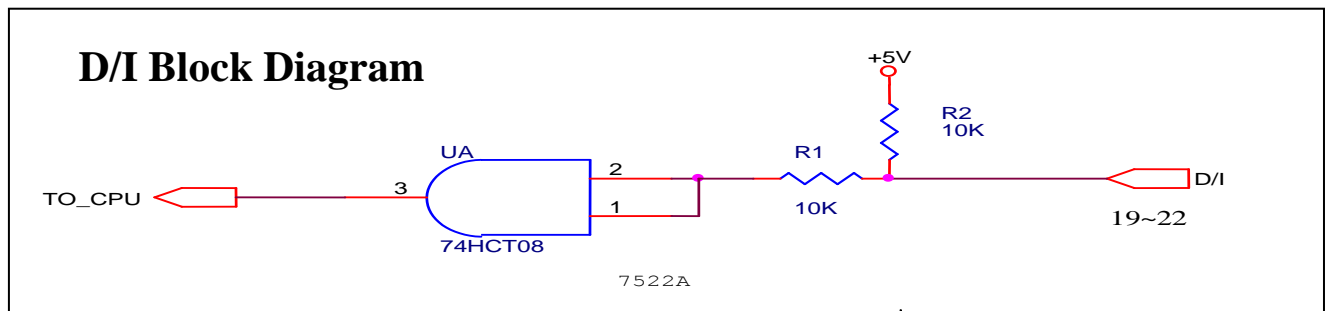 D/I Block Diagram
+5V
R2
10K
UA
R1
2
3
D/I
TO_CPU
1
10K
19~22
74HCT08
7522A